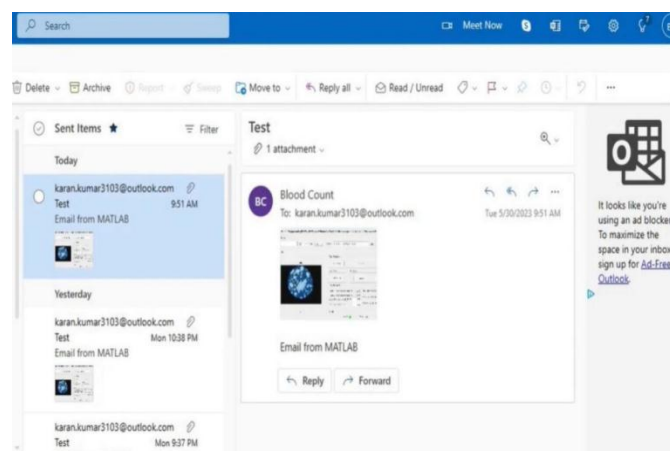 Search
Meet Now
Delete Archive Report Sweep Move to Reply all Read / Unread
Sent Items Filter
Today
karan.kumar3103@outlook.com
Test 9:51 AM
Email from MATLAB
Yesterday
karan.kumar3103@outlook.com
Test Mon 10:38 PM
Email from MATLAB
karan.kumar3103@outlook.com
Test Mon 9:37 PM
Test
1 attachment
BC
Blood Count
To: karan.kumar3103@outlook.com
Tue 5/30/2023 9:51 AM
Email from MATLAB
Reply Forward
It looks like you're
using an ad blocker
To maximize the
space in your inbox
sign up for Ad-Free
Outlook.